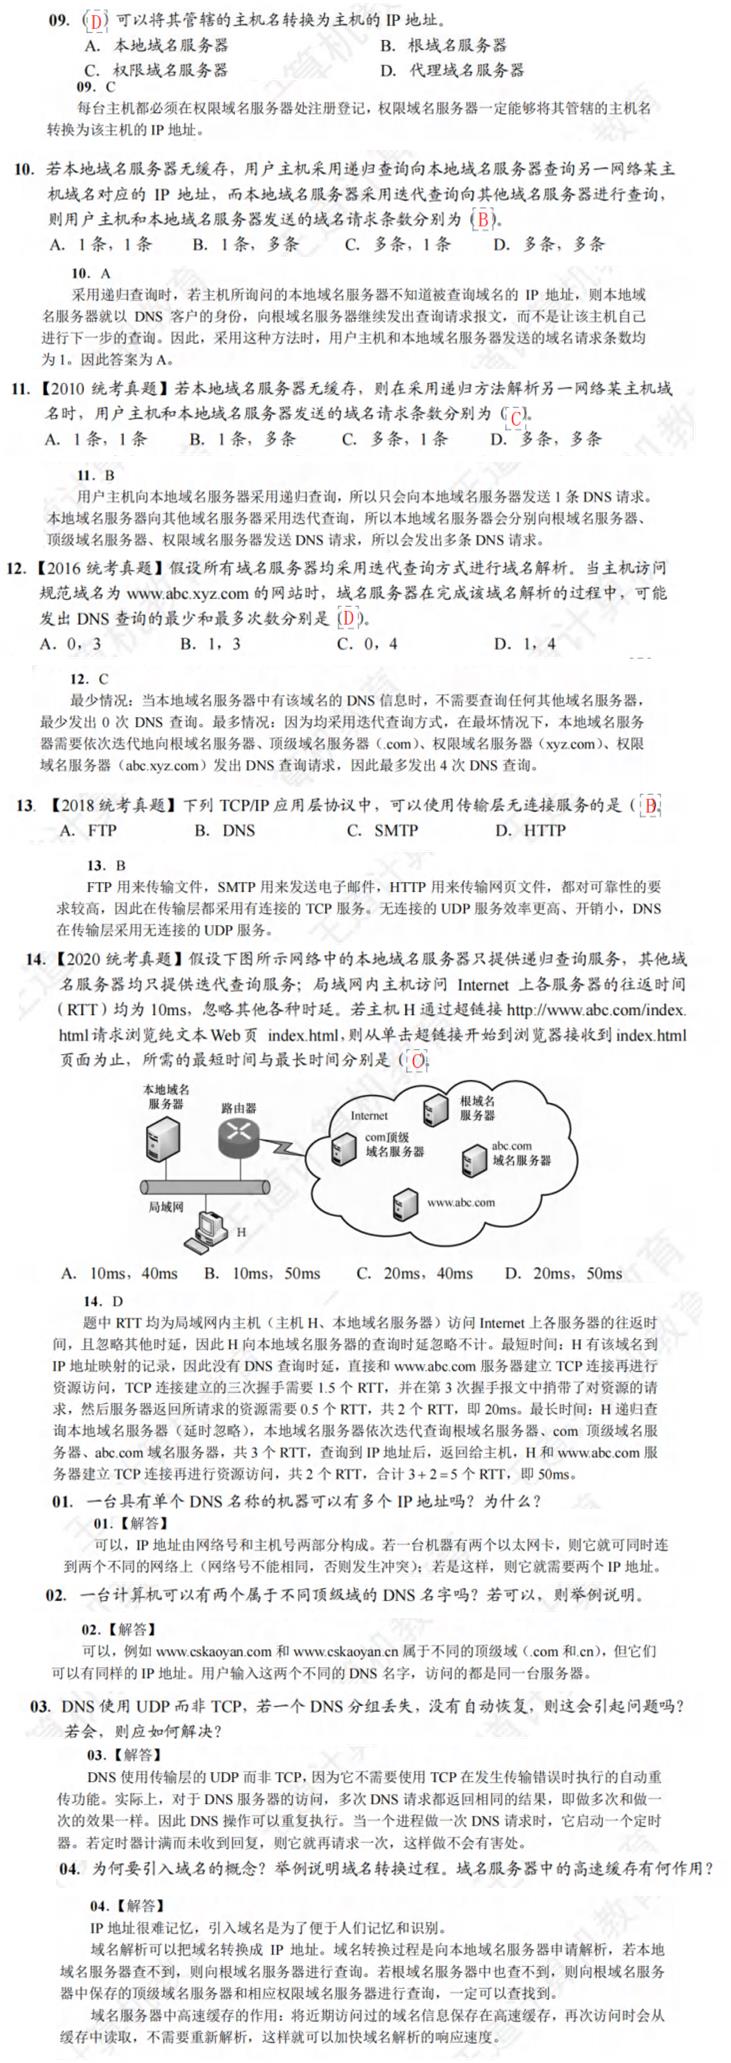 09. (D) 可以将其管辖的主机名转换为主机的 IP 地址。
A. 本地域名服务器 B. 根域名服务器
C. 权限域名服务器 D. 代理域名服务器
09. C
每台主机都必须在权限域名服务器处注册登记，权限域名服务器一定能够将其管辖的主机名
转换为该主机的 IP 地址。
10. 若本地域名服务器无缓存，用户主机采用递归查询向本地域名服务器查询另一网络某主
机域名对应的 IP 地址，而本地域名服务器采用迭代查询向其他域名服务器进行查询，
则用户主机和本地域名服务器发送的域名请求条数分别为 (B)。
A. 1 条，1 条 B. 1 条，多条 C. 多条，1 条 D. 多条，多条
10. A
采用递归查询时，若主机所询问的本地域名服务器不知道被查询域名的 IP 地址，则本地域
名服务器就以 DNS 客户的身份，向根域名服务器继续发出查询请求报文，而不是让该主机自己
进行下一步的查询。因此，采用这种方法时，用户主机和本地域名服务器发送的域名请求条数均
为 1。因此答案为 A。
11. 【2010 统考真题】若本地域名服务器无缓存，则在采用递归方法解析另一网络某主机域
名时，用户主机和本地域名服务器发送的域名请求条数分别为 (C)。
A. 1 条，1 条 B. 1 条，多条 C. 多条，1 条 D. 多条，多条
11. B
用户主机向本地域名服务器采用递归查询，所以只会向本地域名服务器发送 1 条 DNS 请求。
本地域名服务器向其他域名服务器采用迭代查询，所以本地域名服务器会分别向根域名服务器、
顶级域名服务器、权限域名服务器发送 DNS 请求，所以会发出多条 DNS 请求。
12. 【2016 统考真题】假设所有域名服务器均采用迭代查询方式进行域名解析。当主机访问
规范域名为 www.abc.xyz.com 的网站时，域名服务器在完成该域名解析的过程中，可能
发出 DNS 查询的最少和最多次数分别是 (D)。
A. 0，3 B. 1，3 C. 0，4 D. 1，4
12. C
最少情况：当本地域名服务器中有该域名的 DNS 信息时，不需要查询任何其他域名服务器，
最少发出 0 次 DNS 查询。最多情况：因为均采用迭代查询方式，在最坏情况下，本地域名服务
器需要依次迭代地向根域名服务器、顶级域名服务器（.com）、权限域名服务器（xyz.com）、权限
域名服务器（abc.xyz.com）发出 DNS 查询请求，因此最多发出 4 次 DNS 查询。
13. 【2018 统考真题】下列 TCP/IP 应用层协议中，可以使用传输层无连接服务的是 (B)。
A. FTP B. DNS C. SMTP D. HTTP
13. B
FTP 用来传输文件，SMTP 用来发送电子邮件，HTTP 用来传输网页文件，都对可靠性的要
求较高，因此在传输层都采用有连接的 TCP 服务。无连接的 UDP 服务效率更高、开销小，DNS
在传输层采用无连接的 UDP 服务。
14. 【2020 统考真题】假设下图所示网络中的本地域名服务器只提供递归查询服务，其他域
名服务器均只提供迭代查询服务；局域网内主机访问 Internet 上各服务器的往返时间
（RTT）均为 10ms，忽略其他各种时延。若主机 H 通过超链接 http://www.abc.com/index.
html 请求浏览纯文本 Web 页 index.html，则从单击超链接开始到浏览器接收到 index.html
页面为止，所需的最短时间与最长时间分别是 (C)。
本地域名
服务器
路由器
Internet
根域名
服务器
com顶级
域名服务器
abc.com
域名服务器
www.abc.com
局域网
H
A. 10ms，40ms B. 10ms，50ms C. 20ms，40ms D. 20ms，50ms
14. D
题中 RTT 均为局域网内主机（主机 H、本地域名服务器）访问 Internet 上各服务器的往返时
间，且忽略其他时延，因此 H 向本地域名服务器的查询时延忽略不计。最短时间：H 有该域名到
IP 地址映射的记录，因此没有 DNS 查询时延，直接和 www.abc.com 服务器建立 TCP 连接再进行
资源访问，TCP 连接建立的三次握手需要 1.5 个 RTT，并在第 3 次握手报文中捎带了对资源的请
求，然后服务器返回所请求的资源需要 0.5 个 RTT，共 2 个 RTT，即 20ms。最长时间：H 递归查
询本地域名服务器（延时忽略），本地域名服务器依次迭代查询根域名服务器、com 顶级域名服
务器、abc.com 域名服务器，共 3 个 RTT，查询到 IP 地址后，返回给主机，H 和 www.abc.com 服
务器建立 TCP 连接再进行资源访问，共 2 个 RTT，合计 3 + 2 = 5 个 RTT，即 50ms。
01. 一台具有单个 DNS 名称的机器可以有多个 IP 地址吗？为什么？
01.【解答】
可以，IP 地址由网络号和主机号两部分构成。若一台机器有两个以太网卡，则它就可同时连
到两个不同的网络上（网络号不能相同，否则发生冲突）；若是这样，则它就需要两个 IP 地址。
02. 一台计算机可以有两个属于不同顶级域的 DNS 名字吗？若可以，则举例说明。
02.【解答】
可以，例如 www.cskaoyan.com 和 www.cskaoyan.cn 属于不同的顶级域（.com 和.cn），但它们
可以有同样的 IP 地址。用户输入这两个不同的 DNS 名字，访问的都是同一台服务器。
03. DNS 使用 UDP 而非 TCP，若一个 DNS 分组丢失，没有自动恢复，则这会引起问题吗？
若会，则应如何解决？
03.【解答】
DNS 使用传输层的 UDP 而非 TCP，因为它不需要使用 TCP 在发生传输错误时执行的自动重
传功能。实际上，对于 DNS 服务器的访问，多次 DNS 请求都返回相同的结果，即做多次和做一
次的效果一样。因此 DNS 操作可以重复执行。当一个进程做一次 DNS 请求时，它启动一个定时
器。若定时器计满而未收到回复，则它就再请求一次，这样做不会有害处。
04. 为何要引入域名的概念？举例说明域名转换过程。域名服务器中的高速缓存有何作用？
04.【解答】
IP 地址很难记忆，引入域名是为了便于人们记忆和识别。
域名解析可以把域名转换成 IP 地址。域名转换过程是向本地域名服务器申请解析，若本地
域名服务器查不到，则向根域名服务器进行查询。若根域名服务器中也查不到，则向根域名服务
器中保存的顶级域名服务器和相应权限域名服务器进行查询，一定可以查找到。
域名服务器中高速缓存的作用：将近期访问过的域名信息保存在高速缓存，再次访问时会从
缓存中读取，不需要重新解析，这样就可以加快域名解析的响应速度。